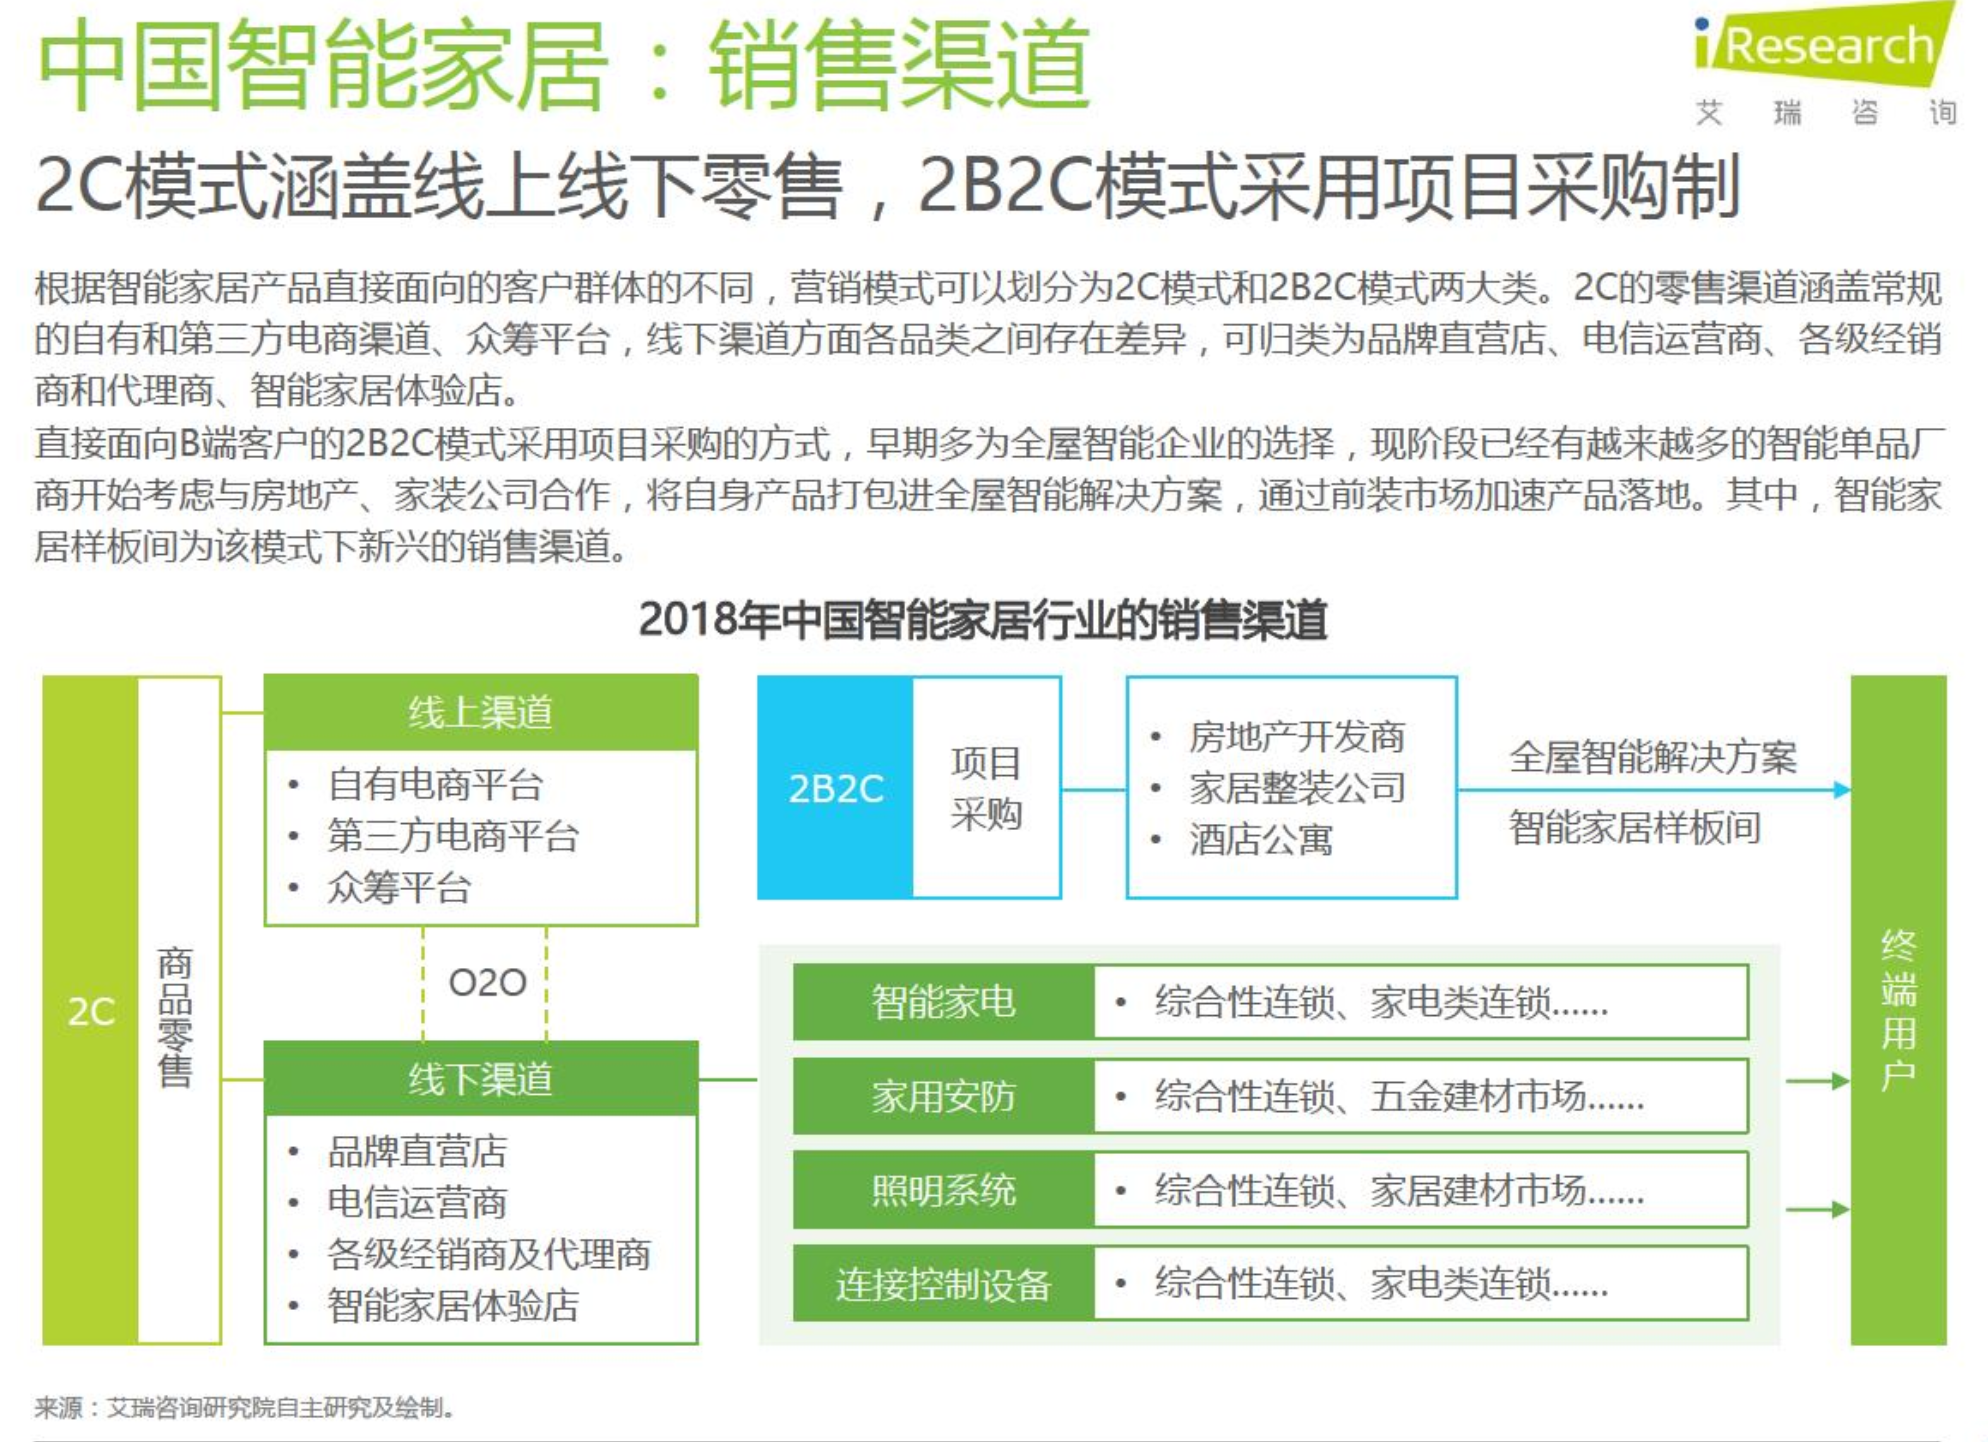 中国智能家居：销售渠道
iResearch
艾瑞咨询
2C模式涵盖线上线下零售，2B2C模式采用项目采购制
根据智能家居产品直接面向的客户群体的不同，营销模式可以划分为2C模式和2B2C模式两大类。2C的零售渠道涵盖常规
的自有和第三方电商渠道、众筹平台，线下渠道方面各品类之间存在差异，可归类为品牌直营店、电信运营商、各级经销
商和代理商、智能家居体验店。
直接面向B端客户的2B2C模式采用项目采购的方式，早期多为全屋智能企业的选择，现阶段已经有越来越多的智能单品厂
商开始考虑与房地产、家装公司合作，将自身产品打包进全屋智能解决方案，通过前装市场加速产品落地。其中，智能家
居样板间为该模式下新兴的销售渠道。
2018年中国智能家居行业的销售渠道
2C
商品零售
线上渠道
• 自有电商平台
• 第三方电商平台
• 众筹平台
O2O
线下渠道
• 品牌直营店
• 电信运营商
• 各级经销商及代理商
• 智能家居体验店
2B2C
项目
采购
• 房地产开发商
• 家居整装公司
• 酒店公寓
全屋智能解决方案
智能家居样板间
智能家电
• 综合性连锁、家电类连锁......
家用安防
• 综合性连锁、五金建材市场......
照明系统
• 综合性连锁、家居建材市场......
连接控制设备
• 综合性连锁、家电类连锁......
终端用户
来源：艾瑞咨询研究院自主研究及绘制。